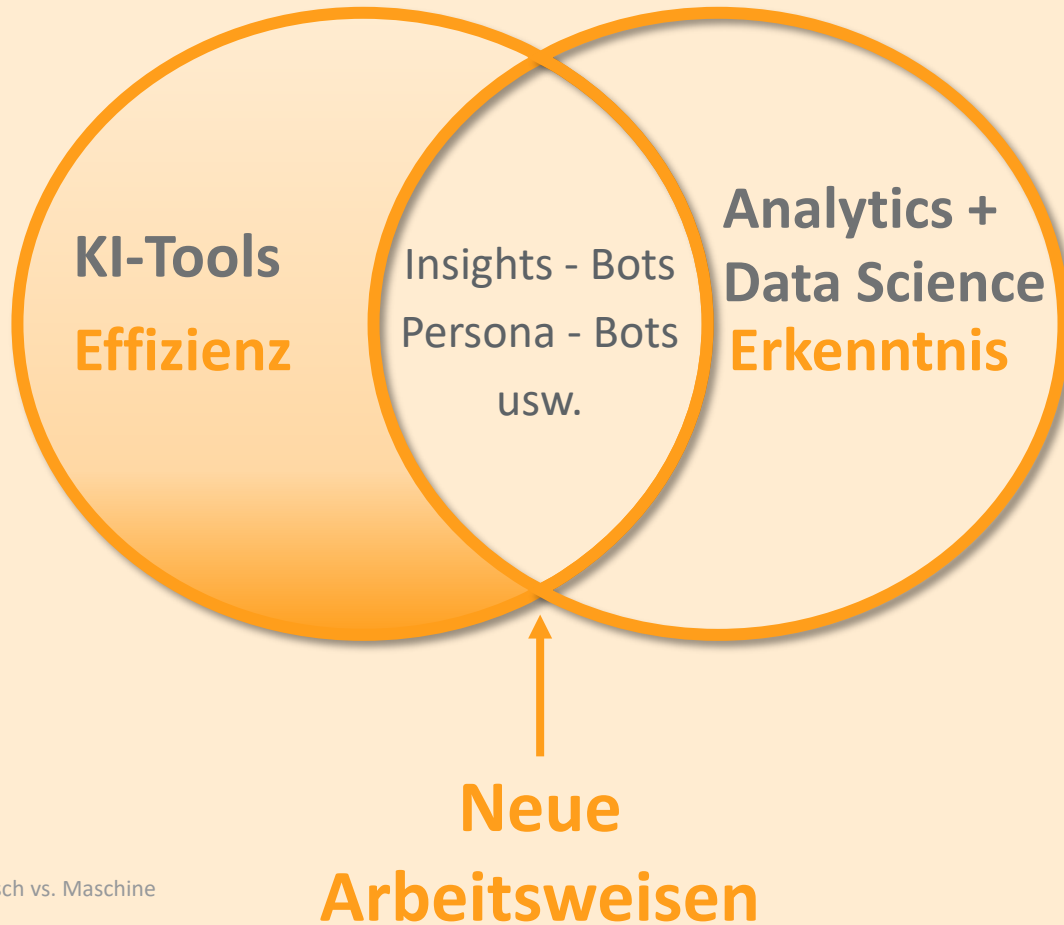 KI-Tools
Effizienz
Insights - Bots
Persona - Bots
usw.
Analytics +
Data Science
Erkenntnis
Neue
Arbeitsweisen
vs. Maschine